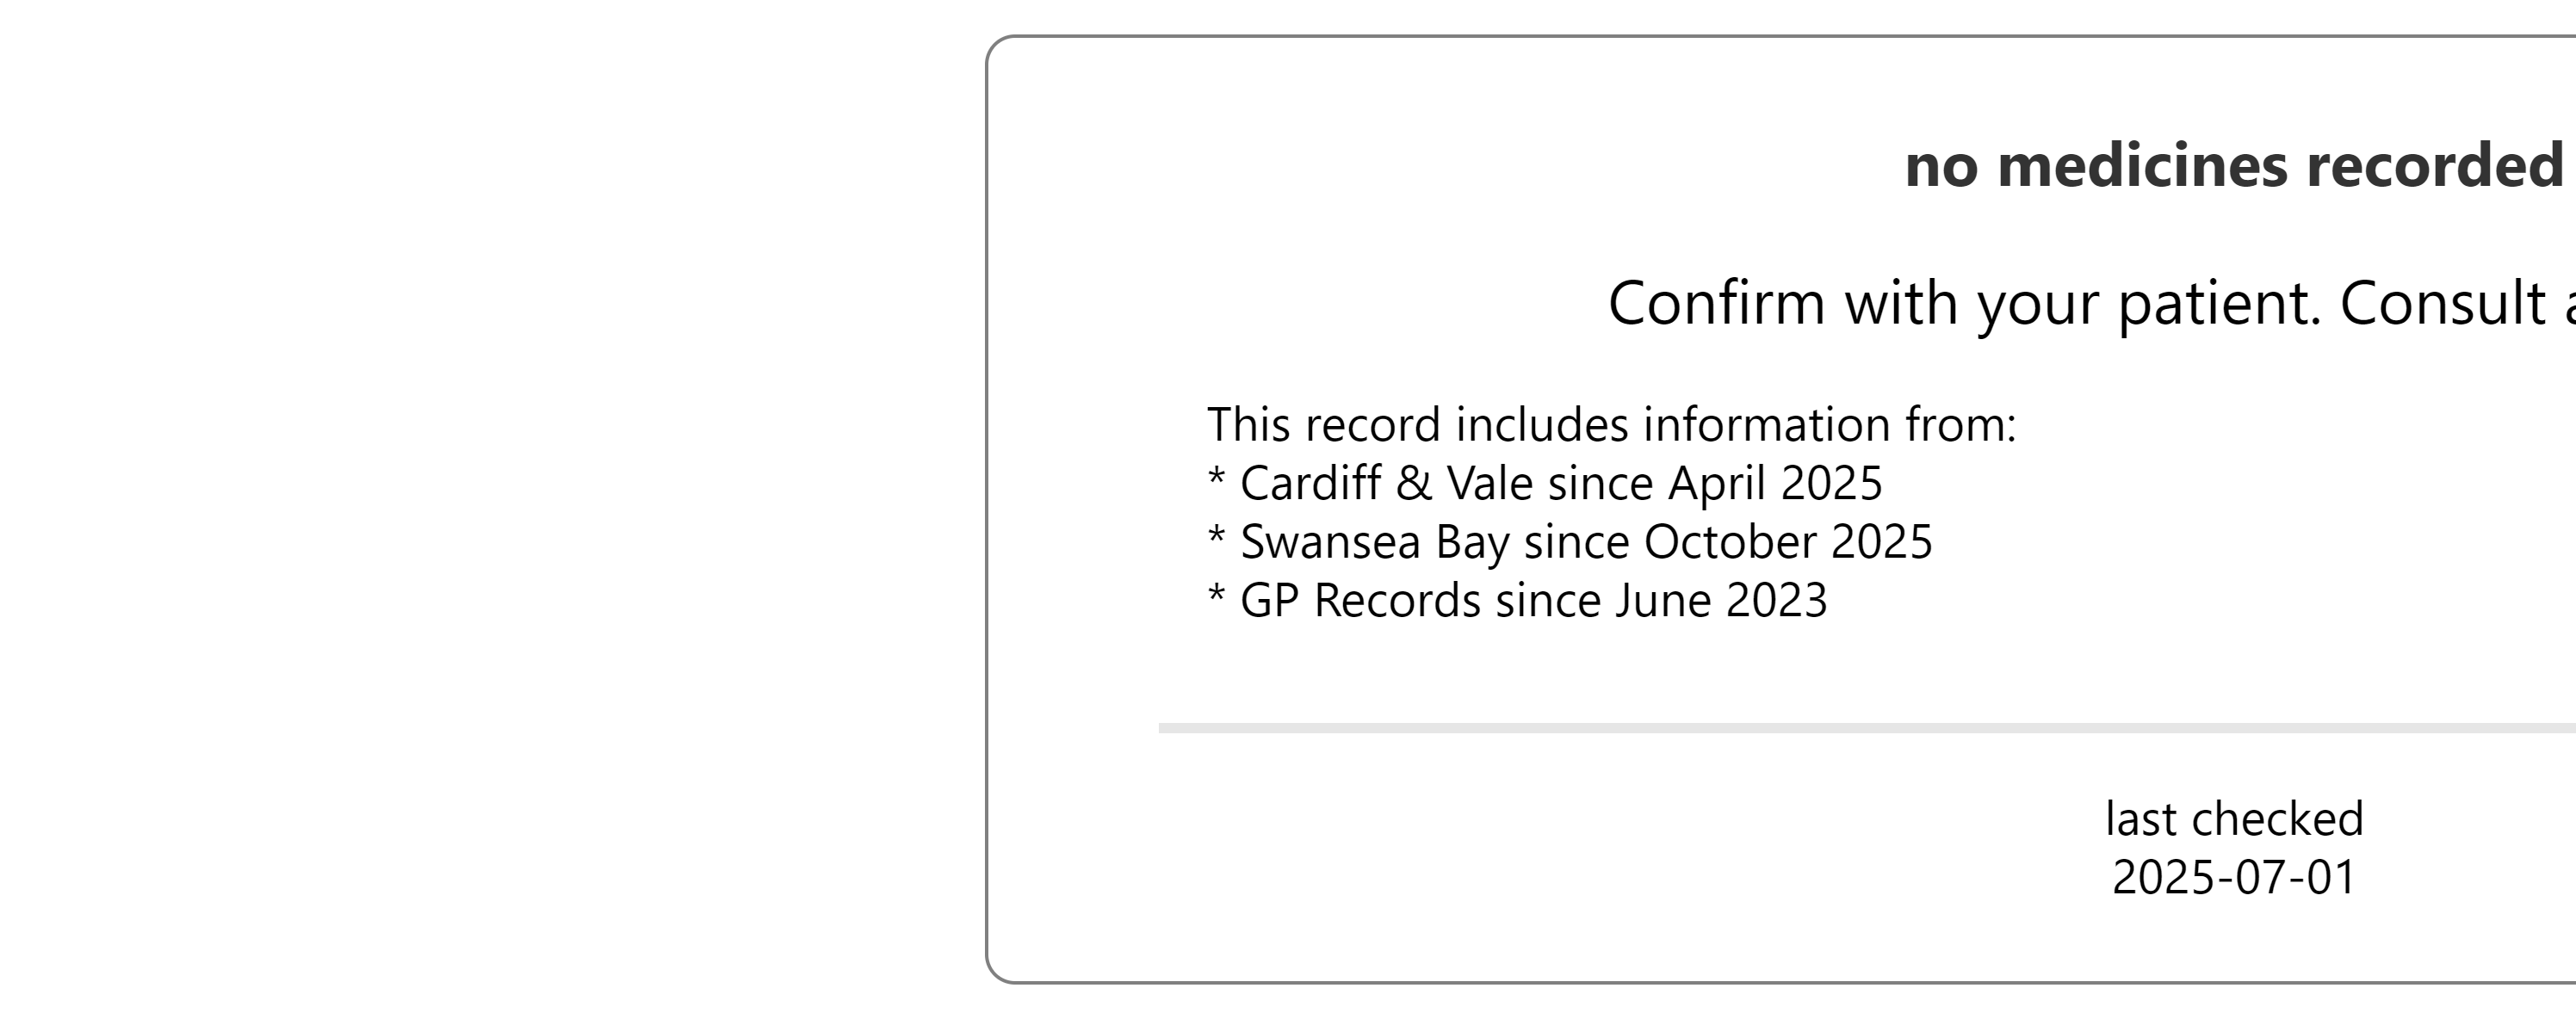 no medicines recorded
Confirm with your patient. Consult
This record includes information from:
* Cardiff & Vale since April 2025
* Swansea Bay since October 2025
* GP Records since June 2023
last checked
2025-07-01